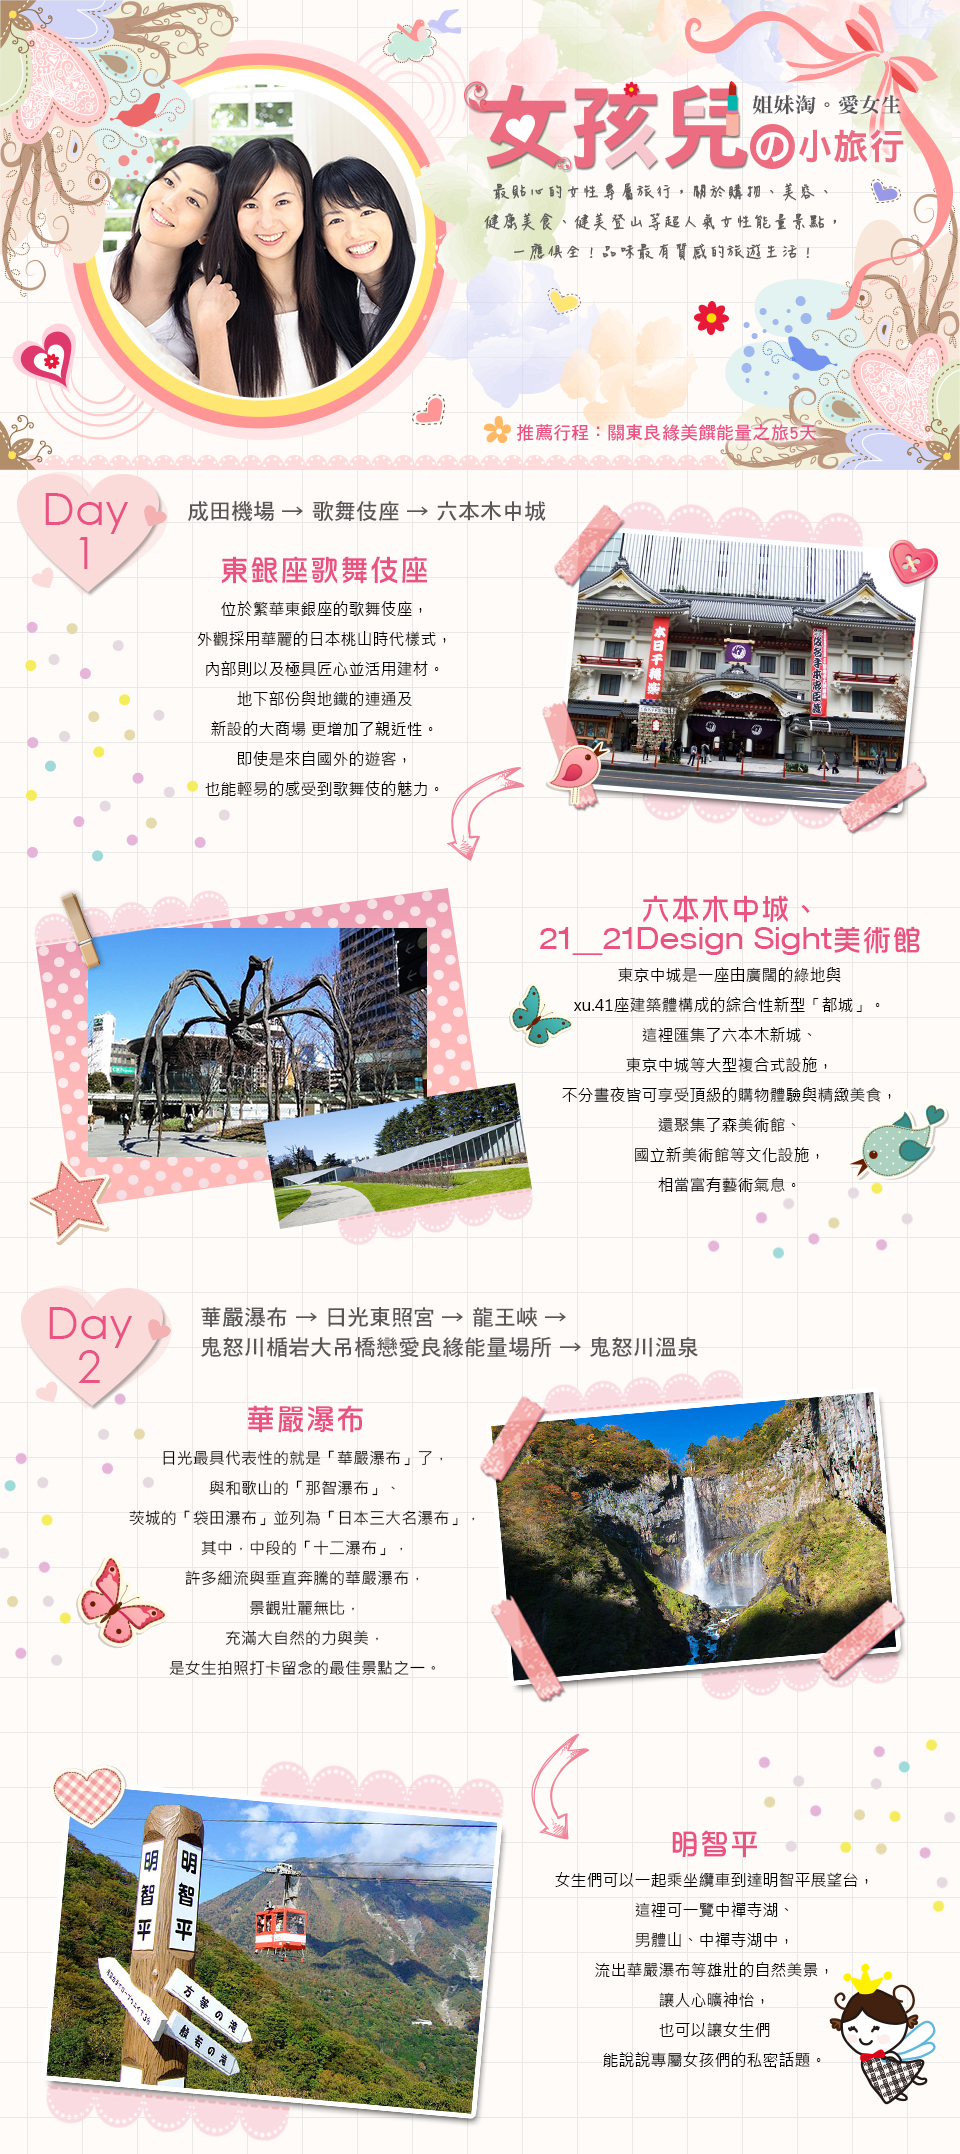 女孩兒の小旅行
姐妹淘。愛女生
最貼心的女性專屬旅行，關於購物、美容、
健康美食、健美登山等超人氣女性能量景點，
一應俱全！品味最有質感的旅遊生活！
推薦行程：關東良緣美饌能量之旅5天
Day
1
成田機場 → 歌舞伎座 → 六本木中城
東銀座歌舞伎座
位於繁華東銀座的歌舞伎座，
外觀採用華麗的日本桃山時代樣式，
內部則以及極具匠心並活用建材。
地下部份與地鐵的連通及
新設的大商場 更增加了親近性。
即使是來自國外的遊客，
也能輕易的感受到歌舞伎的魅力。
六本木中城、
21__21Design Sight美術館
東京中城是一座由廣闊的綠地與
xu.41座建築體構成的綜合性新型「都城」。
這裡匯集了六本木新城、
東京中城等大型複合式設施，
不分晝夜皆可享受頂級的購物體驗與精緻美食，
還聚集了森美術館、
國立新美術館等文化設施，
相當富有藝術氣息。
Day
2
華嚴瀑布 → 日光東照宮 → 龍王峽 →
鬼怒川楯岩大吊橋戀愛良緣能量場所 → 鬼怒川溫泉
華嚴瀑布
日光最具代表性的就是「華嚴瀑布」了，
與和歌山的「那智瀑布」、
茨城的「袋田瀑布」並列為「日本三大名瀑布」，
其中，中段的「十二瀑布」，
許多細流與垂直奔騰的華嚴瀑布，
景觀壯麗無比，
充滿大自然的力與美，
是女生拍照打卡留念的最佳景點之一。
明智平
明智平
方等の滝
般若の滝
明智平
女生們可以一起乘坐纜車到達明智平展望台，
這裡可一覽中禪寺湖、
男體山、中禪寺湖中，
流出華嚴瀑布等雄壯的自然美景，
讓人心曠神怡，
也可以讓女生們
能說說專屬女孩們的私密話題。